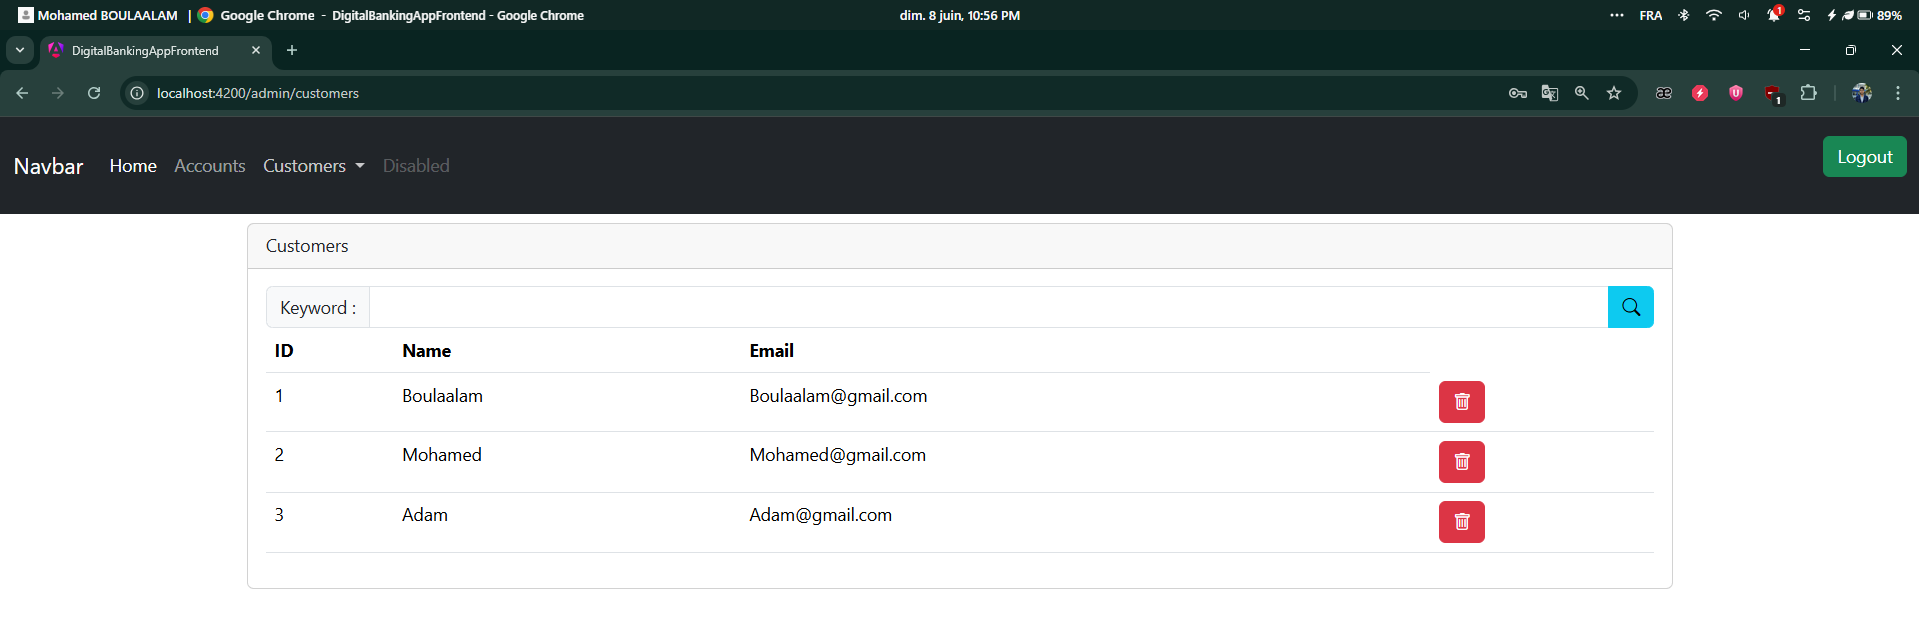 Mohamed BOULAALAM | Google Chrome - DigitalBankingAppFrontend - Google Chrome dim. 8 juin, 10:56 PM ••• FRA 1 89%
DigitalBankingAppFrontend
localhost:4200/admin/customers 1
Navbar Home Accounts Customers Disabled Logout
Customers
Keyword :
ID Name Email
1 Boulaalam Boulaalam@gmail.com
2 Mohamed Mohamed@gmail.com
3 Adam Adam@gmail.com